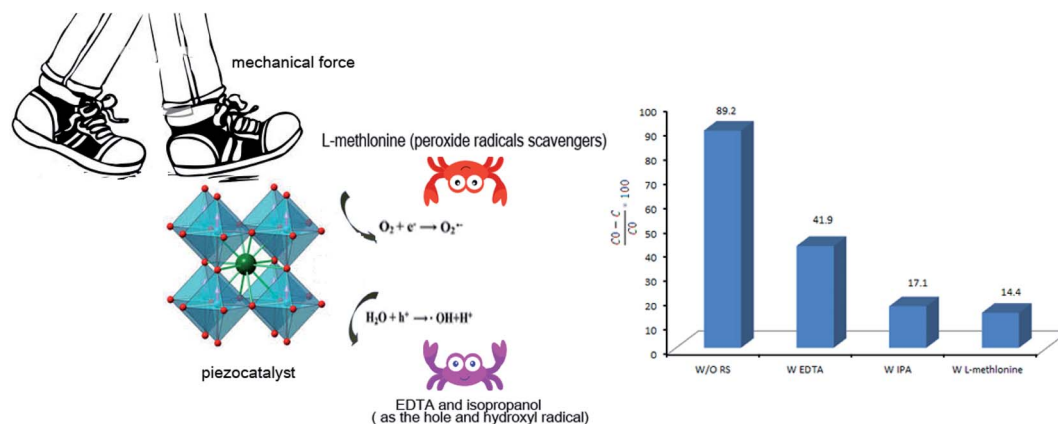 mechanical force
L-methlonine (peroxide radicals scavengers)
O₂ + e⁻ → O₂•⁻
H₂O + h⁺ → · OH+H⁺
piezocatalyst
EDTA and isopropanol
( as the hole and hydroxyl radical)
C0 − C
C0
* 100
100
90
80
70
60
50
40
30
20
10
0
89.2
41.9
17.1
14.4
W/O RS
W EDTA
W IPA
W L-methlonine